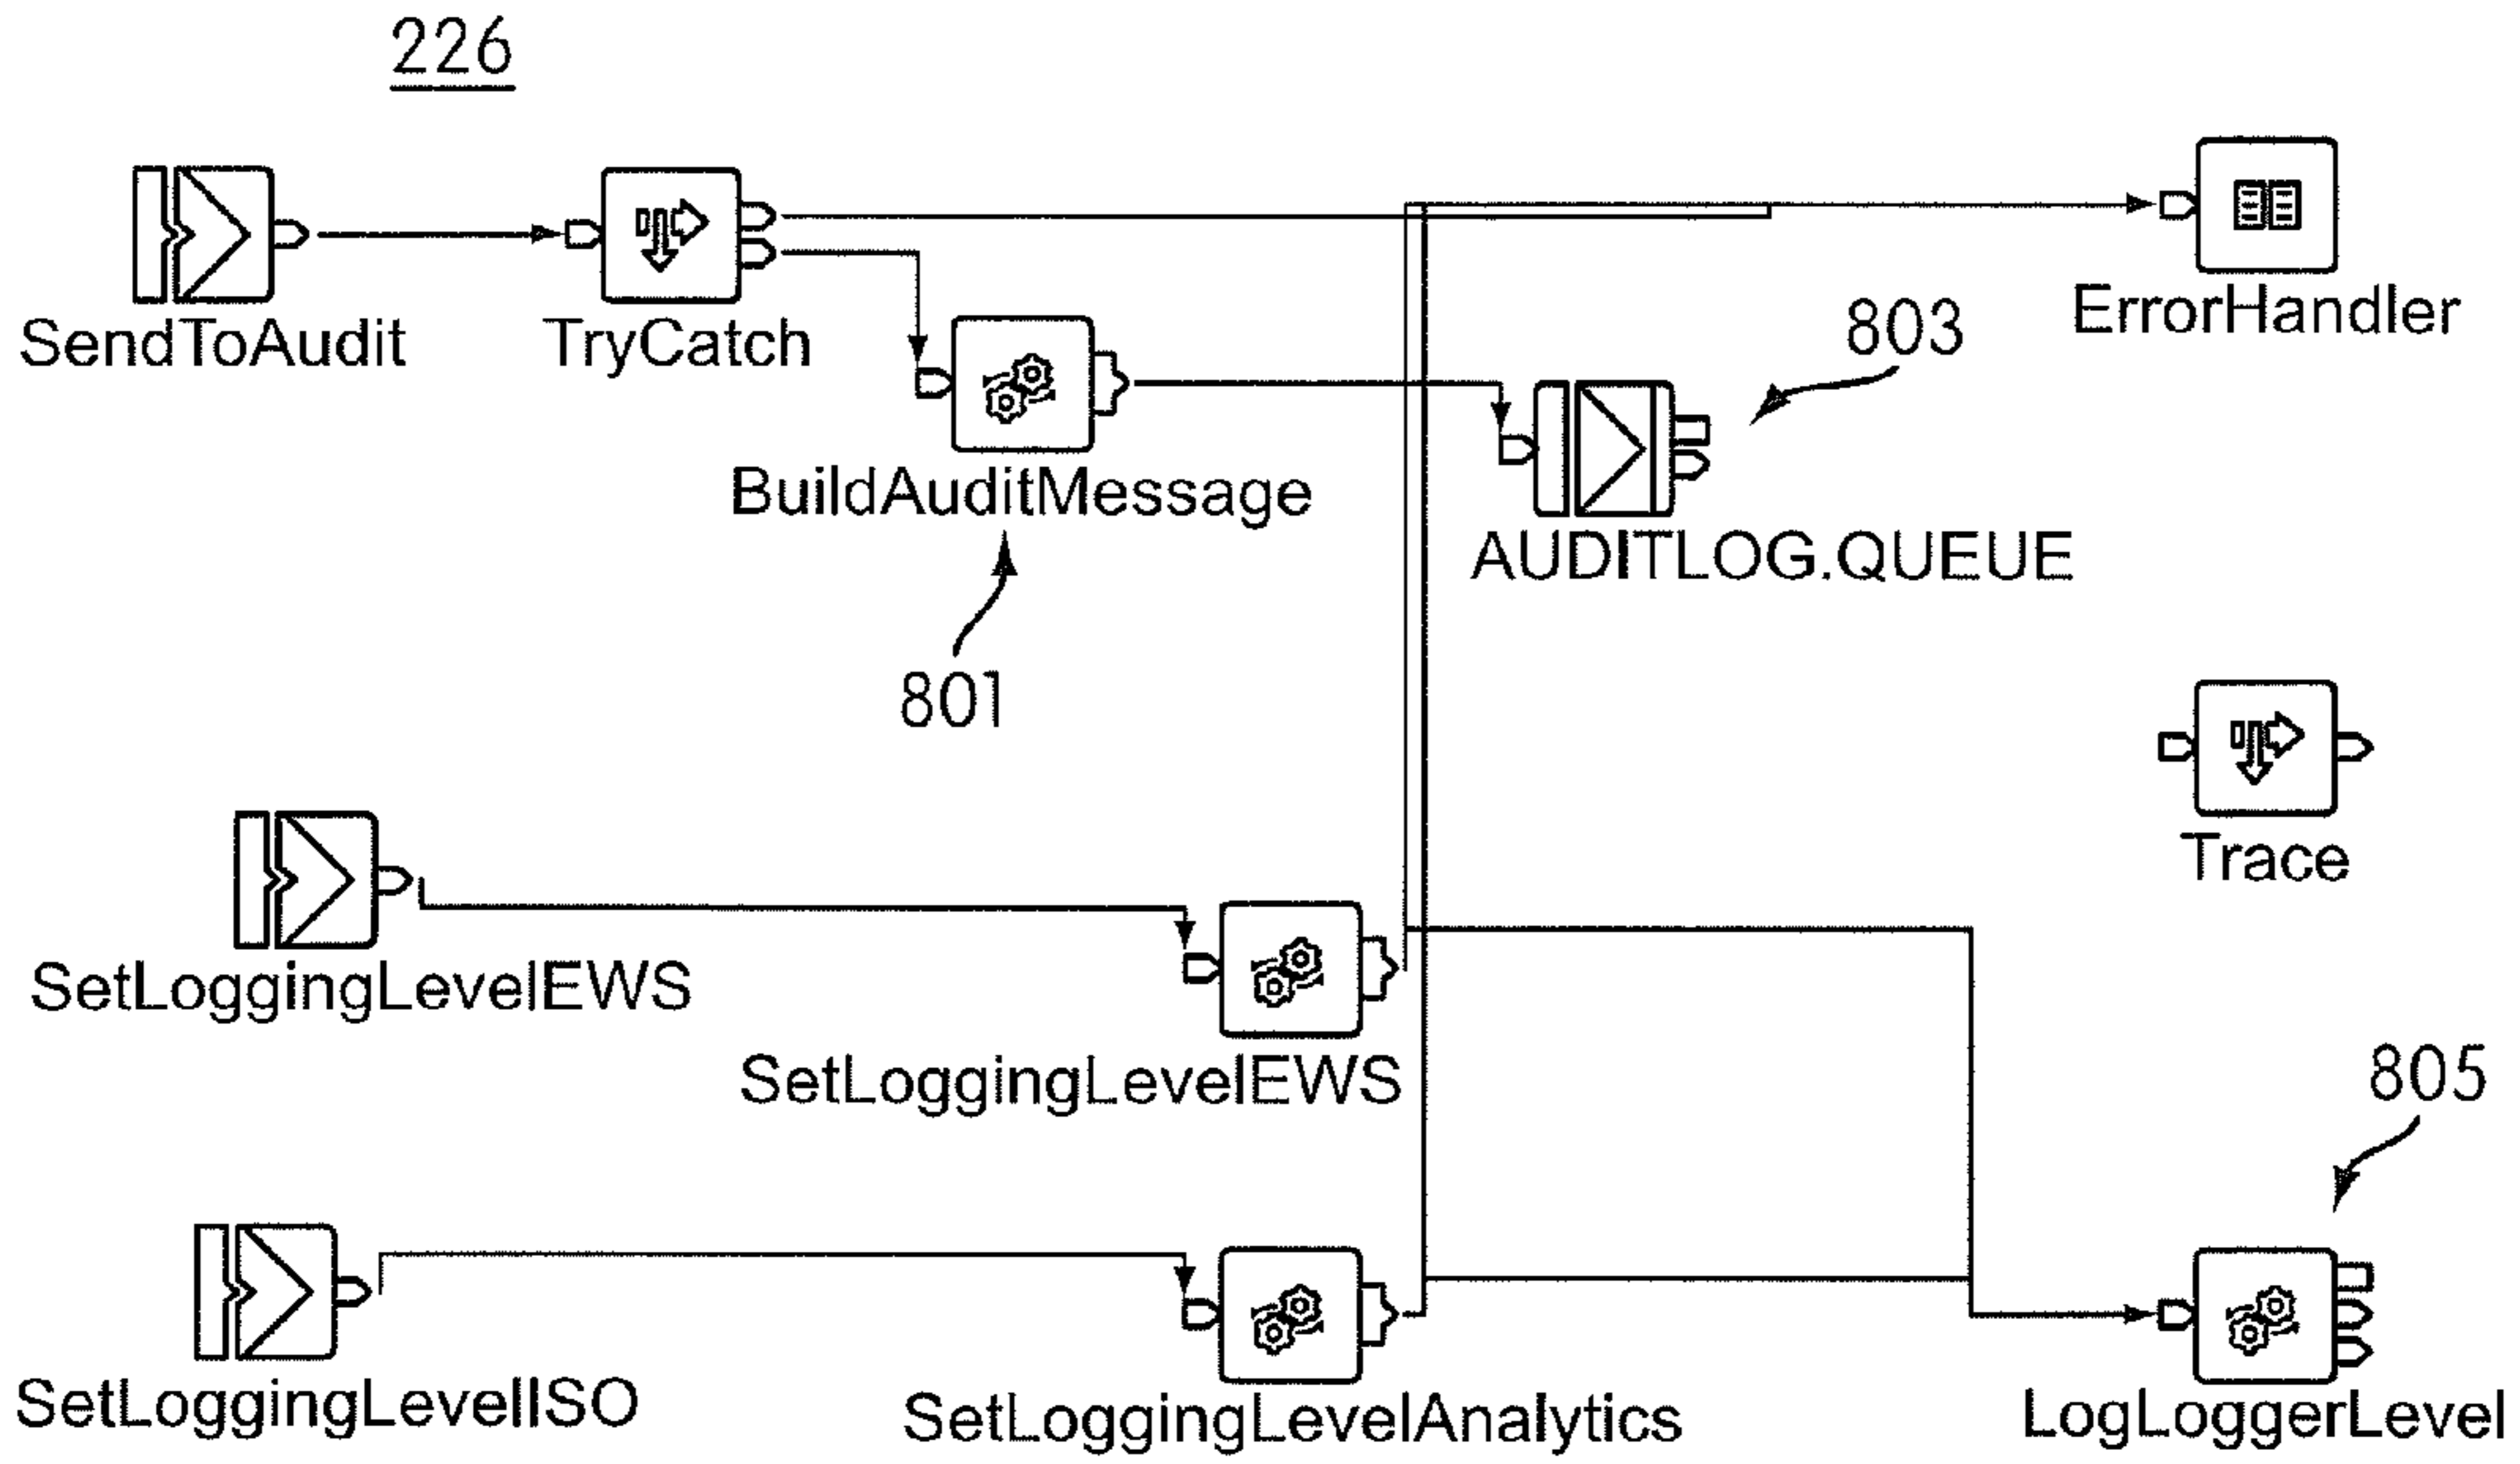 226
SendToAudit
TryCatch
ErrorHandler
803
BuildAuditMessage
AUDITLOG.QUEUE
801
Trace
SetLoggingLevelEWS
SetLoggingLevelEWS
805
SetLoggingLevelISO
SetLoggingLevelAnalytics
LogLoggerLevel